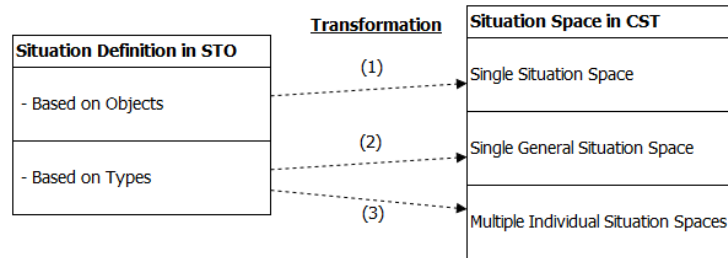 Transformation
Situation Space in CST
Situation Definition in STO
(1)
Single Situation Space
- Based on Objects
(2)
Single General Situation Space
- Based on Types
(3)
Multiple Individual Situation Spaces